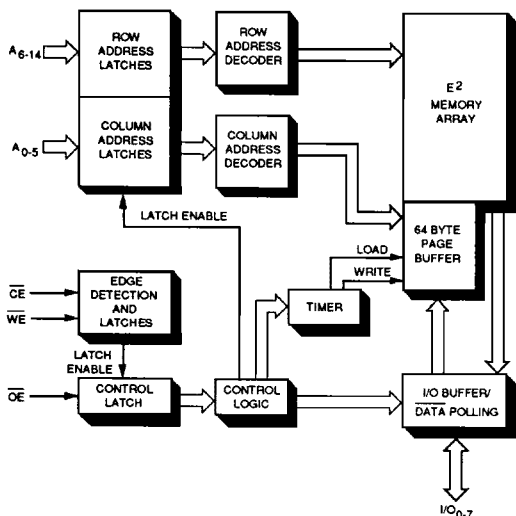 A6-14
ROW
ADDRESS
LATCHES
ROW
ADDRESS
DECODER
E2
MEMORY
ARRAY
A0-5
COLUMN
ADDRESS
LATCHES
COLUMN
ADDRESS
DECODER
LATCH ENABLE
64 BYTE
PAGE
BUFFER
LOAD
WRITE
TIMER
CE
WE
EDGE
DETECTION
AND
LATCHES
LATCH
ENABLE
OE
CONTROL
LATCH
CONTROL
LOGIC
I/O BUFFER/
DATA POLLING
I/O0-7